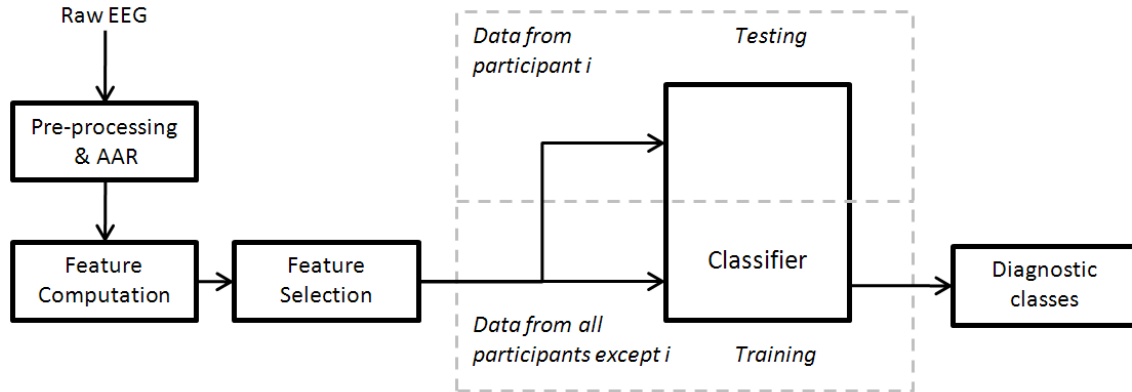 Raw EEG
Pre-processing
& AAR
Feature
Computation
Feature
Selection
Data from
participant i
Testing
Classifier
Data from all
participants except i
Training
Diagnostic
classes